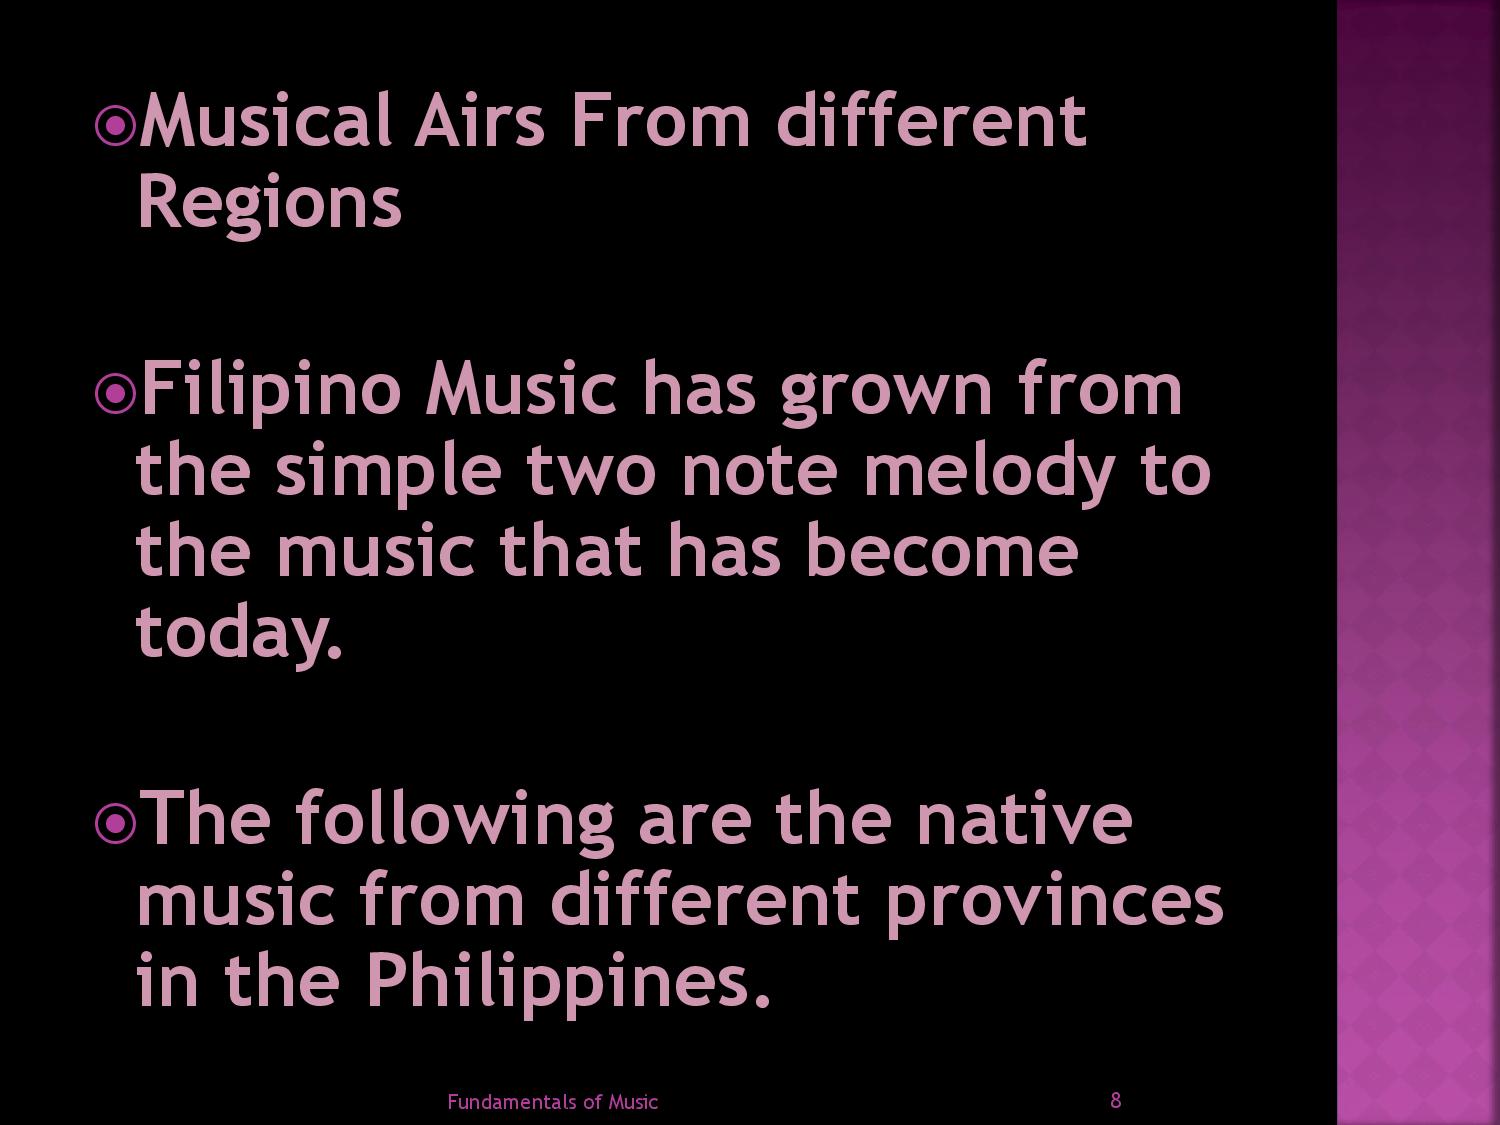 Musical Airs From different
Regions
Filipino Music has grown from
the simple two note melody to
the music that has become
today.
The following are the native
music from different provinces
in the Philippines.
Fundamentals of Music
8